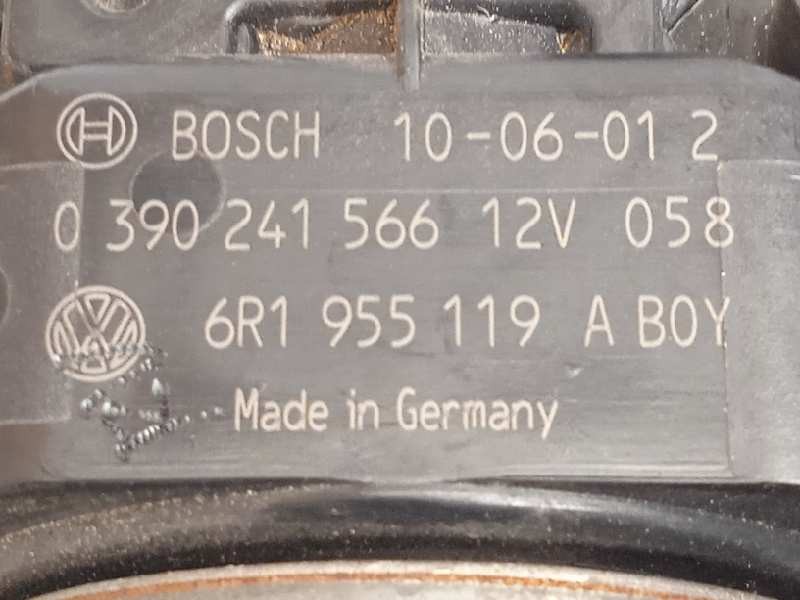 BOSCH 10-06-01 2
0 390 241 566 12V 058
6R1 955 119 A BOY
Made in Germany